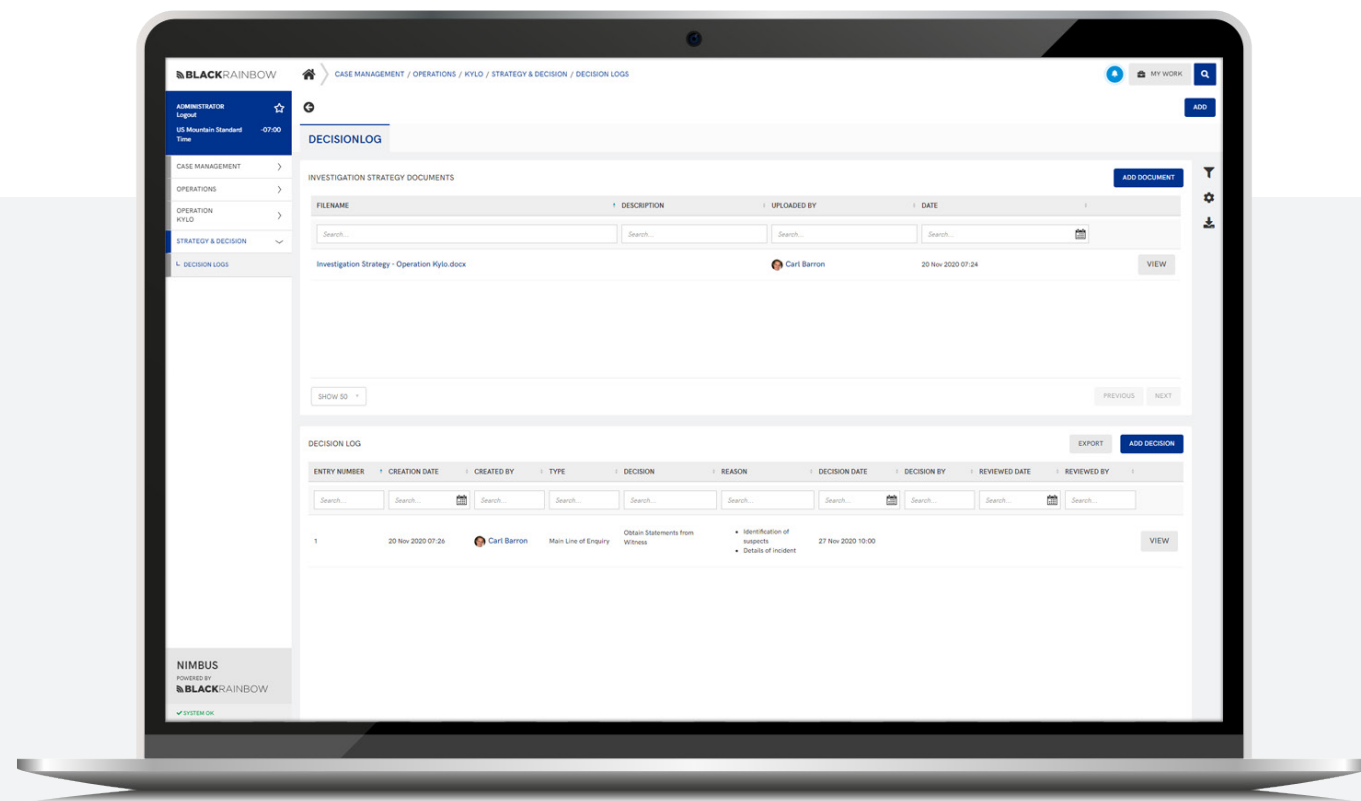 BLACKRAINBOW
CASE MANAGEMENT / OPERATIONS / KYLO / STRATEGY & DECISION / DECISION LOGS
MY WORK
ADMINISTRATOR
Logout
US Mountain Standard Time -07:00
ADD
DECISIONLOG
CASE MANAGEMENT
OPERATIONS
OPERATION
KYLO
STRATEGY & DECISION
DECISION LOGS
INVESTIGATION STRATEGY DOCUMENTS
ADD DOCUMENT
FILENAME DESCRIPTION UPLOADED BY DATE
Search... Search... Search... Search...
Investigation Strategy - Operation Kylo.docx Carl Barron 20 Nov 2020 07:24 VIEW
SHOW 50 PREVIOUS NEXT
DECISION LOG EXPORT ADD DECISION
ENTRY NUMBER CREATION DATE CREATED BY TYPE DECISION REASON DECISION DATE DECISION BY REVIEWED DATE REVIEWED BY
Search... Search... Search... Search... Search... Search... Search... Search... Search... Search...
1 20 Nov 2020 07:26 Carl Barron Main Line of Enquiry Obtain Statements from Witness
• Identification of suspects
• Details of incident
27 Nov 2020 10:00 VIEW
NIMBUS
POWERED BY
BLACKRAINBOW
SYSTEM OK